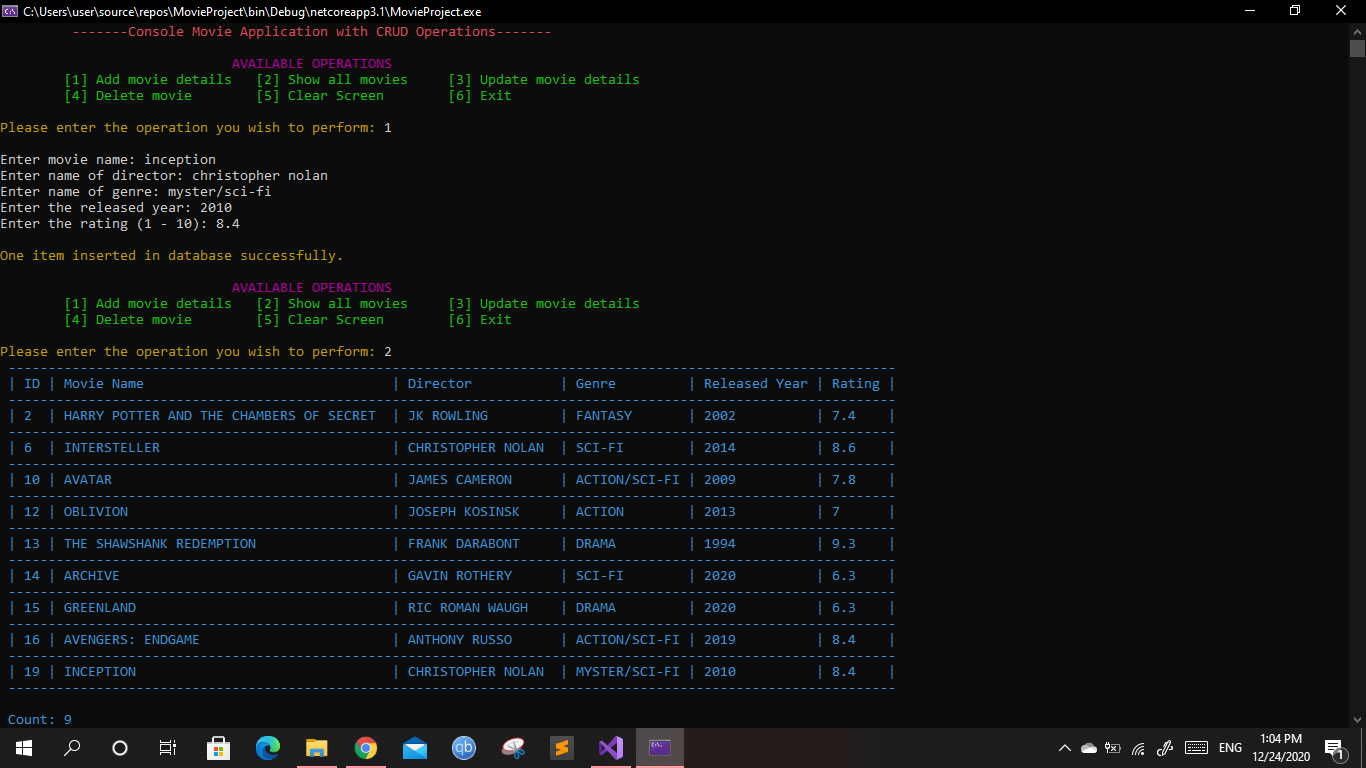 C:\Users\user\source\repos\MovieProject\bin\Debug\netcoreapp3.1\MovieProject.exe
-------Console Movie Application with CRUD Operations-------
AVAILABLE OPERATIONS
[1] Add movie details [2] Show all movies [3] Update movie details
[4] Delete movie [5] Clear Screen [6] Exit
Please enter the operation you wish to perform: 1
Enter movie name: inception
Enter name of director: christopher nolan
Enter name of genre: myster/sci-fi
Enter the released year: 2010
Enter the rating (1 - 10): 8.4
One item inserted in database successfully.
AVAILABLE OPERATIONS
[1] Add movie details [2] Show all movies [3] Update movie details
[4] Delete movie [5] Clear Screen [6] Exit
Please enter the operation you wish to perform: 2
| ID | Movie Name | Director | Genre | Released Year | Rating |
| 2 | HARRY POTTER AND THE CHAMBERS OF SECRET | JK ROWLING | FANTASY | 2002 | 7.4 |
| 6 | INTERSTELLER | CHRISTOPHER NOLAN | SCI-FI | 2014 | 8.6 |
| 10 | AVATAR | JAMES CAMERON | ACTION/SCI-FI | 2009 | 7.8 |
| 12 | OBLIVION | JOSEPH KOSINSK | ACTION | 2013 | 7 |
| 13 | THE SHAWSHANK REDEMPTION | FRANK DARABONT | DRAMA | 1994 | 9.3 |
| 14 | ARCHIVE | GAVIN ROTHERY | SCI-FI | 2020 | 6.3 |
| 15 | GREENLAND | RIC ROMAN WAUGH | DRAMA | 2020 | 6.3 |
| 16 | AVENGERS: ENDGAME | ANTHONY RUSSO | ACTION/SCI-FI | 2019 | 8.4 |
| 19 | INCEPTION | CHRISTOPHER NOLAN | MYSTER/SCI-FI | 2010 | 8.4 |
Count: 9
qb
ENG
1:04 PM
12/24/2020
1